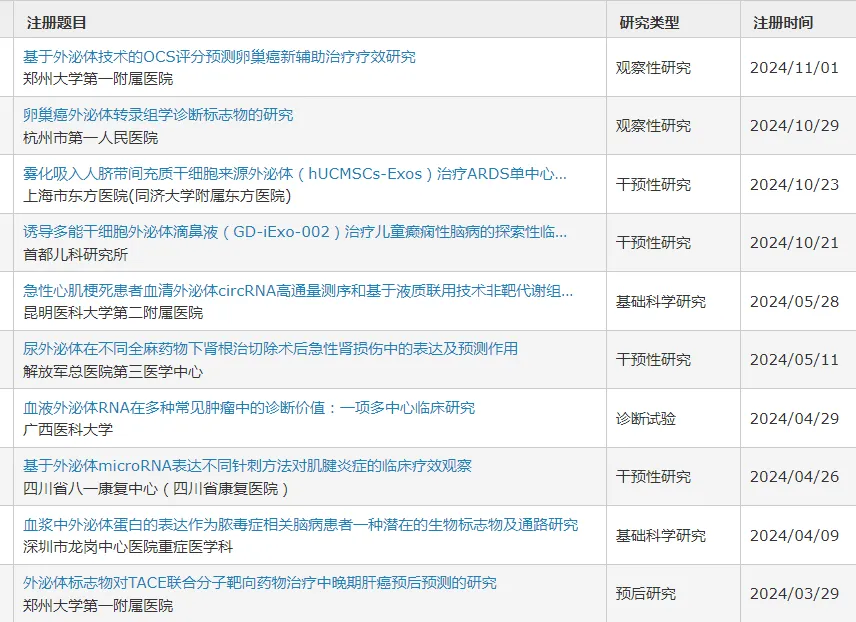 注册题目 研究类型 注册时间
基于外泌体技术的OCS评分预测卵巢癌新辅助治疗疗效研究
郑州大学第一附属医院
观察性研究 2024/11/01
卵巢癌外泌体转录组学诊断标志物的研究
杭州市第一人民医院
观察性研究 2024/10/29
雾化吸入人脐带间充质干细胞来源外泌体（hUCMSCs-Exos）治疗ARDS单中心...
上海市东方医院(同济大学附属东方医院)
干预性研究 2024/10/23
诱导多能干细胞外泌体滴鼻液（GD-iExo-002）治疗儿童癫痫性脑病的探索性临...
首都儿科研究所
干预性研究 2024/10/21
急性心肌梗死患者血清外泌体circRNA高通量测序和基于液质联用技术非靶代谢组...
昆明医科大学第二附属医院
基础科学研究 2024/05/28
尿外泌体在不同全麻药物下肾根治切除术后急性肾损伤中的表达及预测作用
解放军总医院第三医学中心
干预性研究 2024/05/11
血液外泌体RNA在多种常见肿瘤中的诊断价值：一项多中心临床研究
广西医科大学
诊断试验 2024/04/29
基于外泌体microRNA表达不同针刺方法对肌腱炎症的临床疗效观察
四川省八一康复中心（四川省康复医院）
干预性研究 2024/04/26
血浆中外泌体蛋白的表达作为脓毒症相关脑病患者一种潜在的生物标志物及通路研究
深圳市龙岗中心医院重症医学科
基础科学研究 2024/04/09
外泌体标志物对TACE联合分子靶向药物治疗中晚期肝癌预后预测的研究
郑州大学第一附属医院
预后研究 2024/03/29